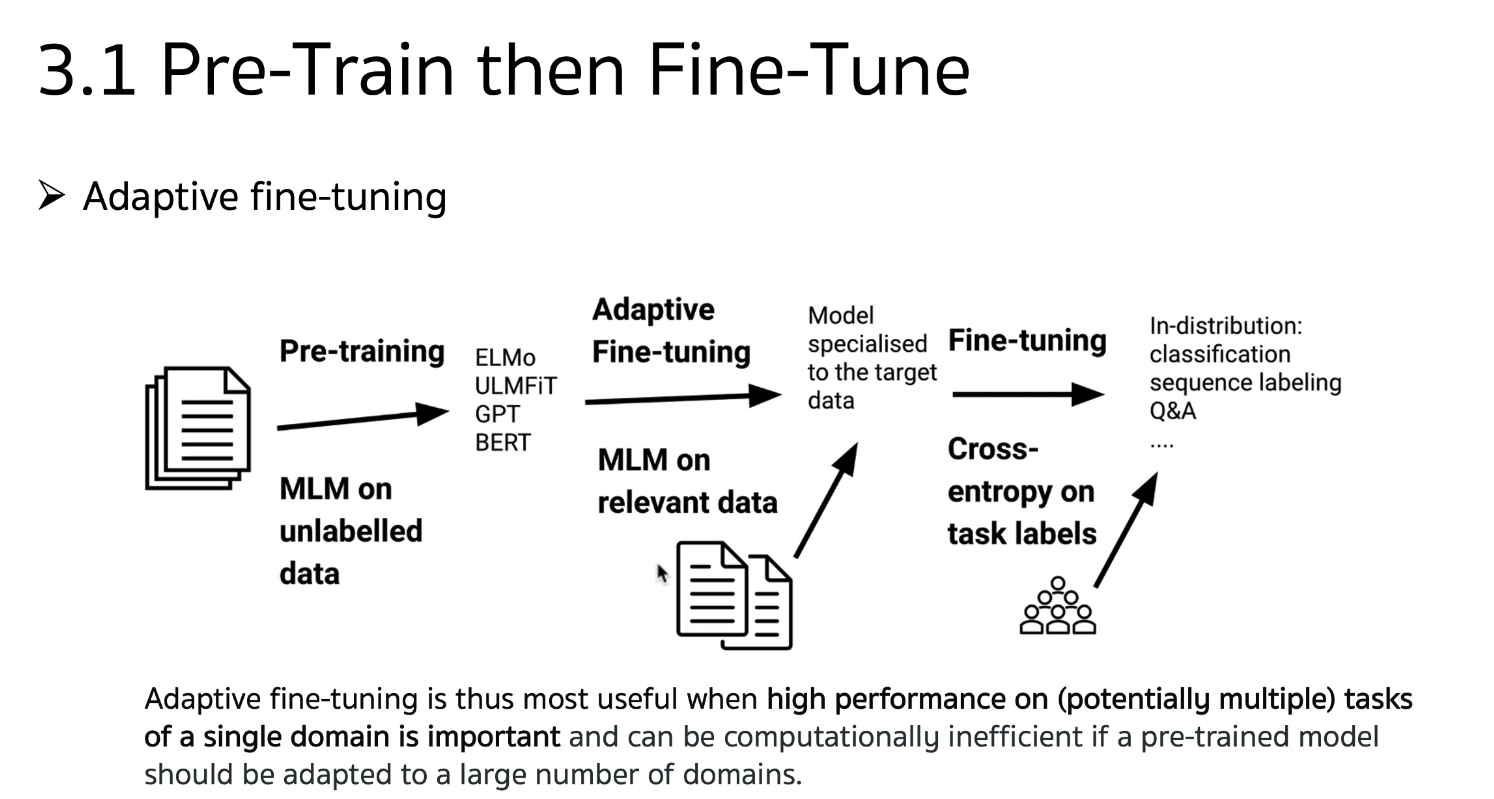 3.1 Pre-Train then Fine-Tune
Adaptive fine-tuning
Pre-training
MLM on
unlabelled
data
ELMo
ULMFiT
GPT
BERT
Adaptive
Fine-tuning
MLM on
relevant data
Model
specialised
to the target
data
Fine-tuning
Cross-
entropy on
task labels
In-distribution:
classification
sequence labeling
Q&A
....
Adaptive fine-tuning is thus most useful when high performance on (potentially multiple) tasks
of a single domain is important and can be computationally inefficient if a pre-trained model
should be adapted to a large number of domains.